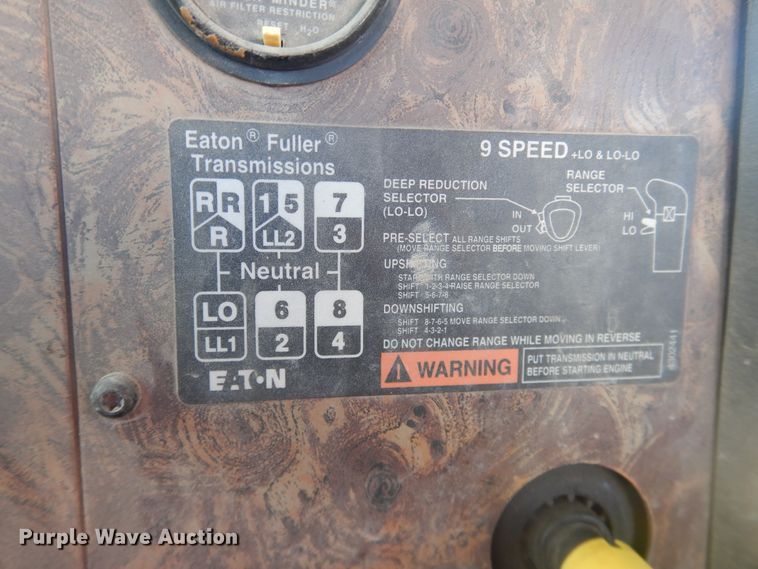 MINDER®
AIR FILTER RESTRICTION
RESET H2O
Eaton® Fuller®
Transmissions
9 SPEED +LO & LO-LO
R R R
1 5 LL2
7 3
Neutral
LO LL1
6 2
8 4
EATON
DEEP REDUCTION
SELECTOR
(LO-LO)
IN
OUT
RANGE
SELECTOR
HI
LO
PRE-SELECT ALL RANGE SHIFTS
(MOVE RANGE SELECTOR BEFORE MOVING SHIFT LEVER)
UPSHIFTING
START WITH RANGE SELECTOR DOWN
SHIFT 1-2-3-4-RAISE RANGE SELECTOR
SHIFT 5-6-7-8
DOWNSHIFTING
SHIFT 8-7-6-5 MOVE RANGE SELECTOR DOWN
SHIFT 4-3-2-1
DO NOT CHANGE RANGE WHILE MOVING IN REVERSE
WARNING
PUT TRANSMISSION IN NEUTRAL
BEFORE STARTING ENGINE
Purple Wave Auction